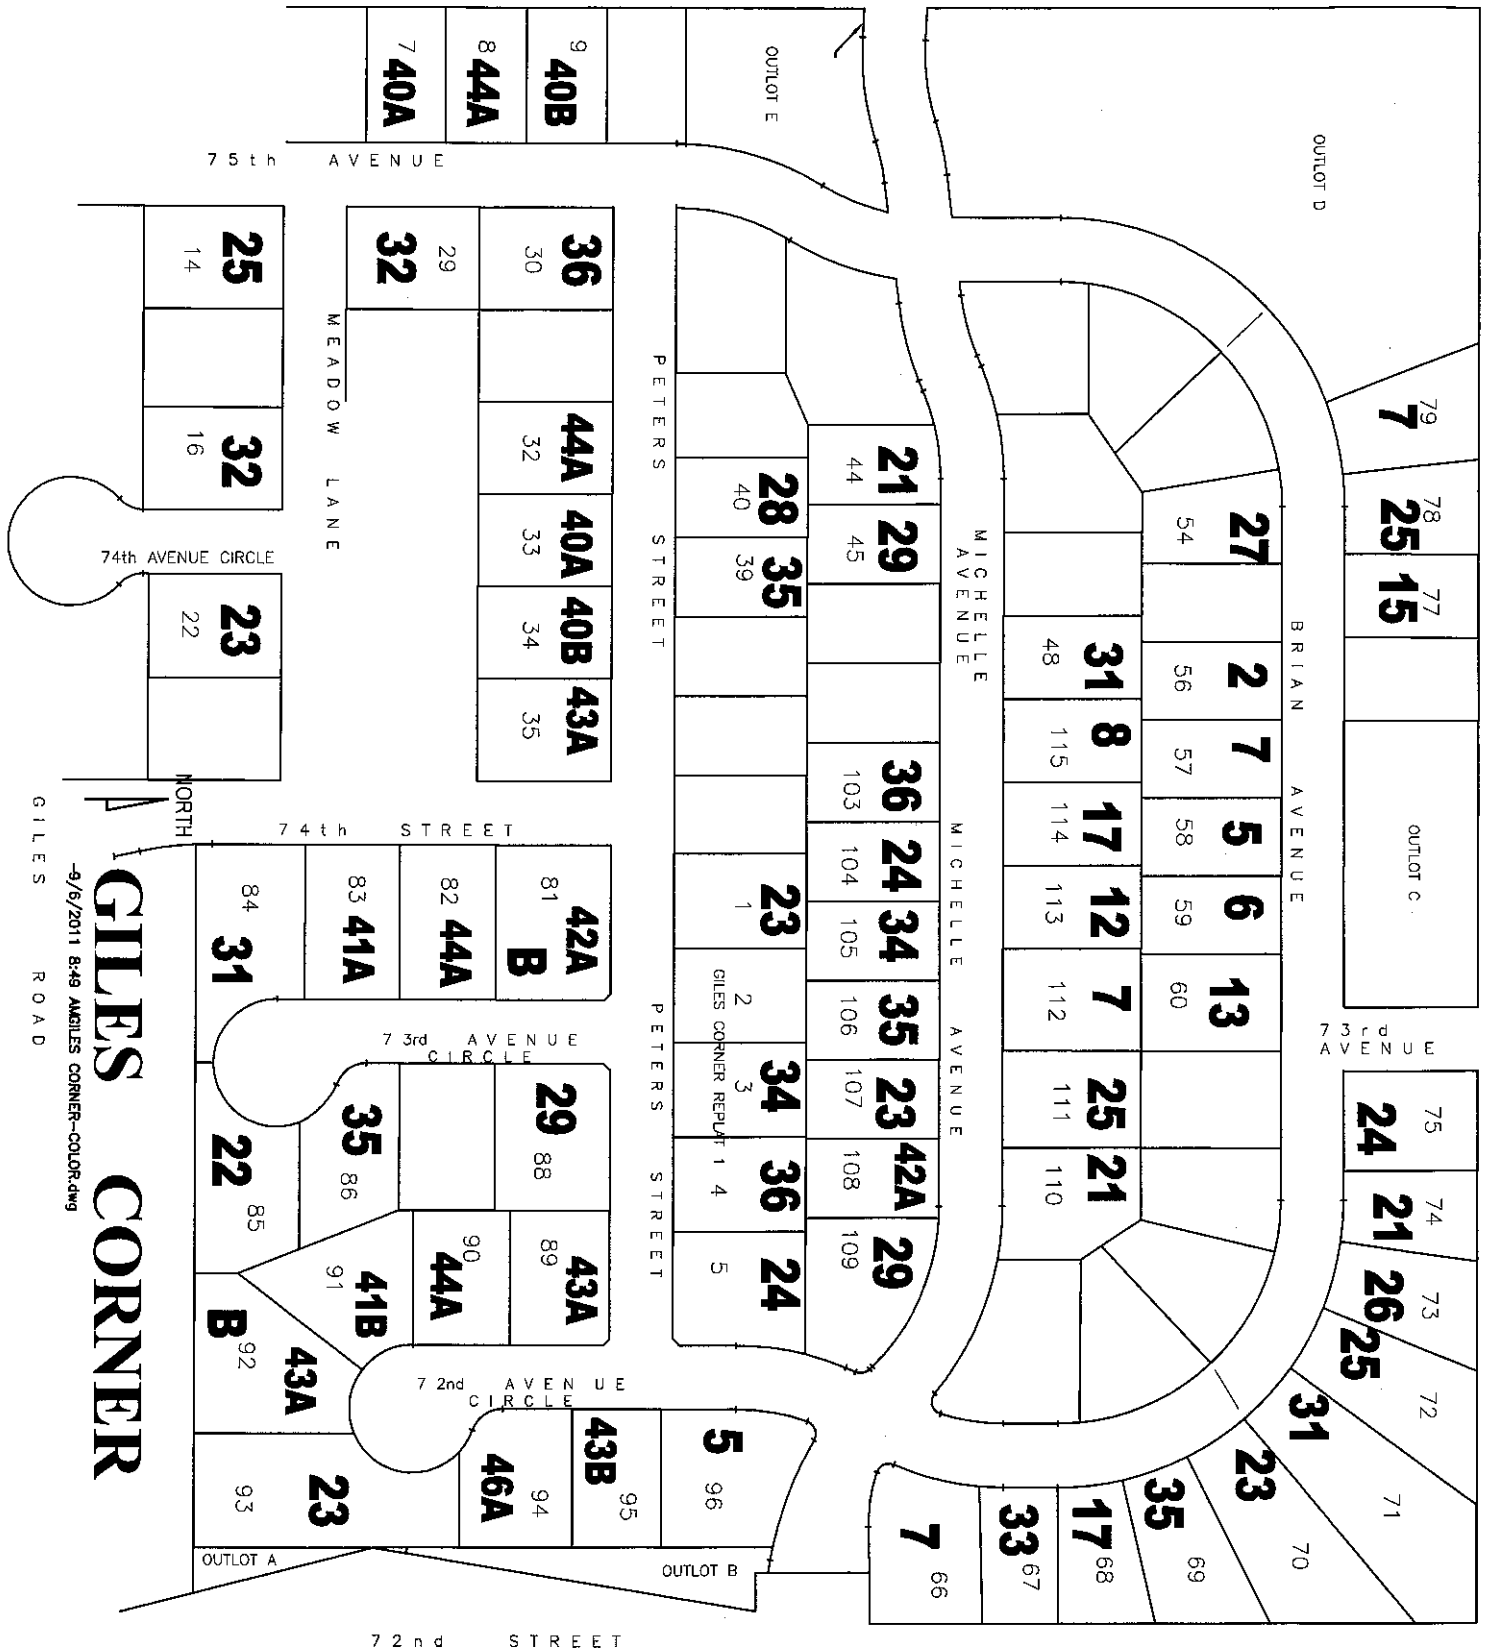 9 40B
8 44A
7 40A
OUTLOT E
OUTLOT D
75th AVENUE
25
14
32
29
36
30
MEADOW LANE
32
16
44A
32
40A
33
40B
34
43A
35
74th AVENUE CIRCLE
23
22
PETERS STREET
28
40
35
39
21
44
29
45
MICHELLE AVENUE
79
7
78
25
77
15
27
54
2
56
7
57
5
58
6
59
13
60
BRIAN AVENUE
OUTLOT C
31
48
8
115
17
114
12
113
7
112
25
111
21
110
MICHELLE AVENUE
36
103
24
104
34
105
35
106
23
107
42A
108
29
109
23
1
2
GILES CORNER REPLAT 1
34
3
36
4
24
5
PETERS STREET
74th STREET
NORTH
GILES ROAD
-9/6/2011 8:49 AMGILES CORNER-COLOR.dwg
GILES CORNER
84
31
83
41A
82
44A
81
42A
B
73rd AVENUE CIRCLE
29
88
35
86
22
85
43A
89
90
44A
41B
91
B
92
43A
72nd AVENUE CIRCLE
23
93
46A
94
43B
95
5
96
OUTLOT A
OUTLOT B
72nd STREET
73rd AVENUE
75
24
74
21
73
26
25
72
31
71
23
70
35
69
17
68
33
67
7
66